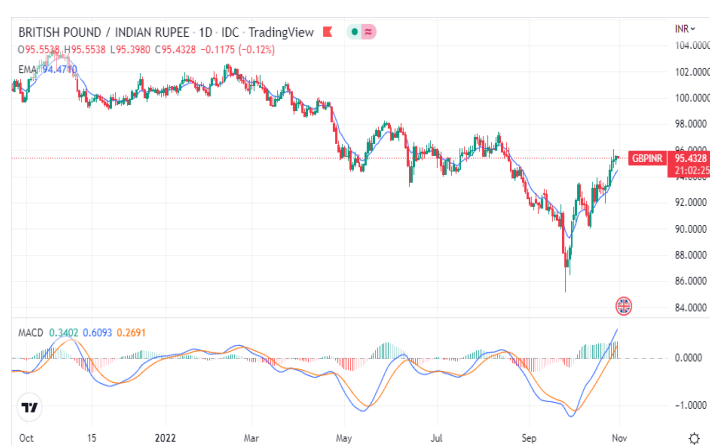 BRITISH POUND / INDIAN RUPEE · 1D · IDC · TradingView
INR
O95.5538 H95.5538 L95.3980 C95.4328 −0.1175 (−0.12%)
EMA 94.4710
104.0000
102.0000
100.0000
98.0000
96.0000
GBPINR 95.4328
21:02:25
94.0000
92.0000
90.0000
88.0000
86.0000
84.0000
MACD 0.3402 0.6093 0.2691
0.0000
−1.0000
Oct 15 2022 Mar May Jul Sep Nov